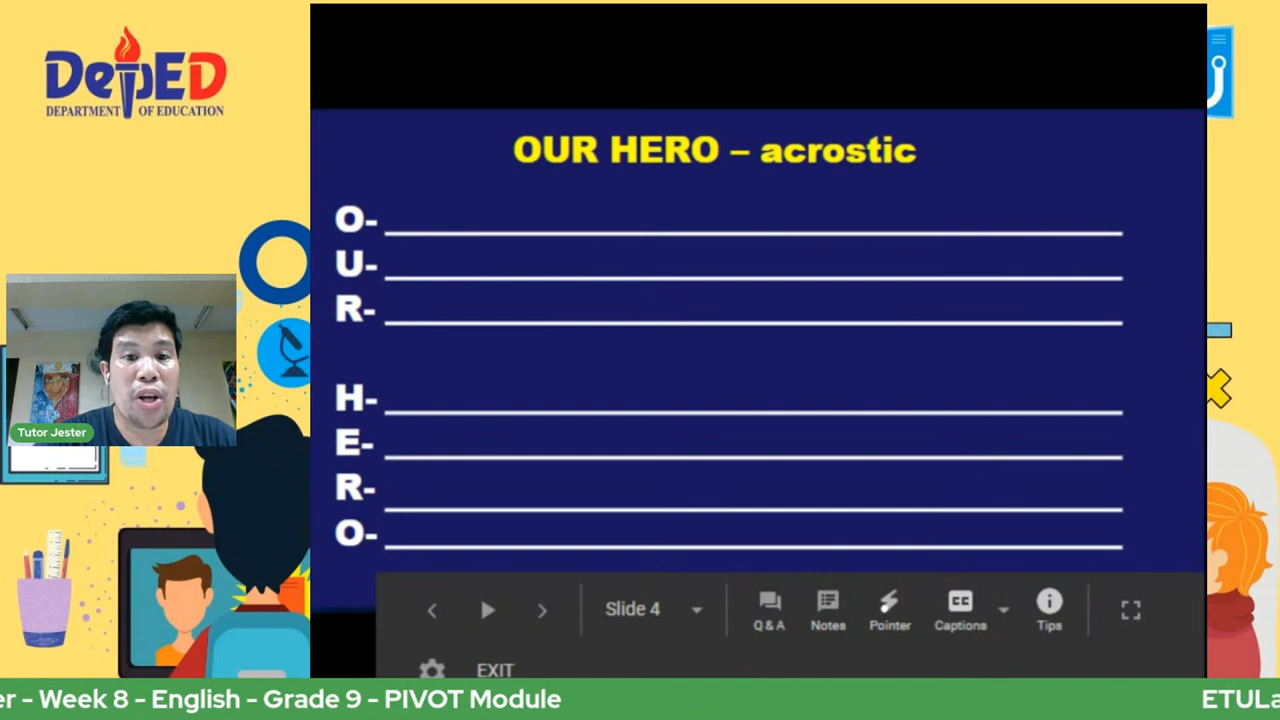 DepED
DEPARTMENT OF EDUCATION
OUR HERO – acrostic
O-
U-
R-
H-
E-
R-
O-
Tutor Jester
Slide 4
Q & A
Notes
Pointer
CC
Captions
Tips
EXIT
er - Week 8 - English - Grade 9 - PIVOT Module
ETULa